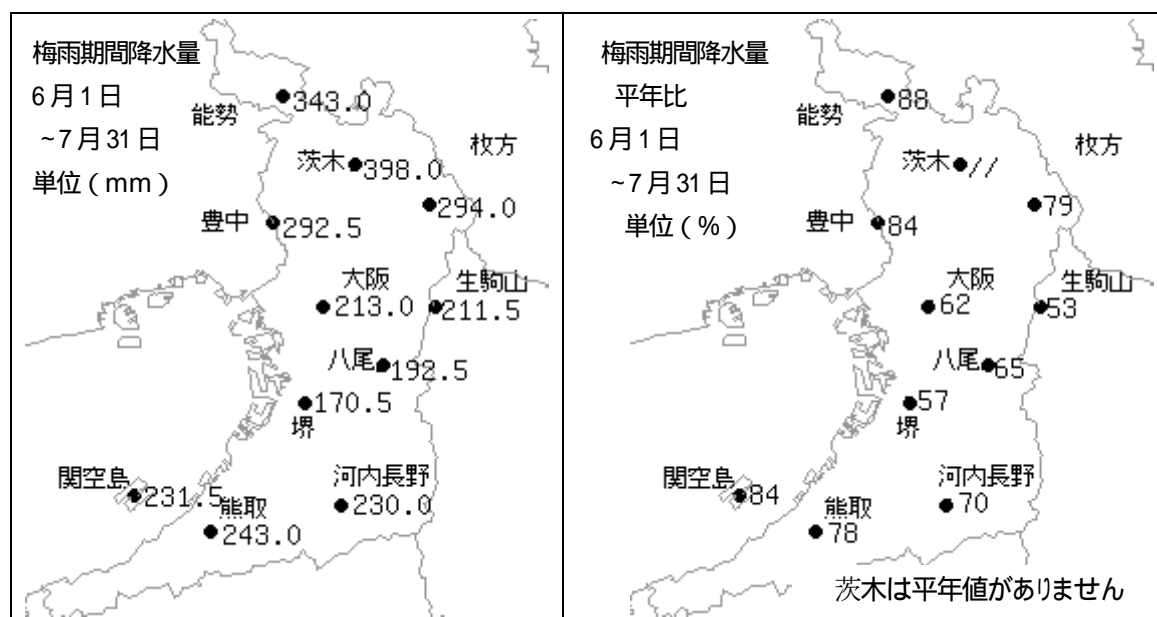 梅雨期間降水量
6月1日
~7月31日
単位（mm）
能勢
343.0
茨木
398.0
枚方
294.0
豊中
292.5
大阪
213.0
生駒山
211.5
八尾
192.5
170.5
堺
関空島
231.5
河内長野
230.0
熊取
243.0
梅雨期間降水量
平年比
6月1日
~7月31日
単位（%）
能勢
88
茨木
//
枚方
79
豊中
84
大阪
62
生駒山
53
八尾
65
57
堺
関空島
84
河内長野
70
熊取
78
茨木は平年値がありません